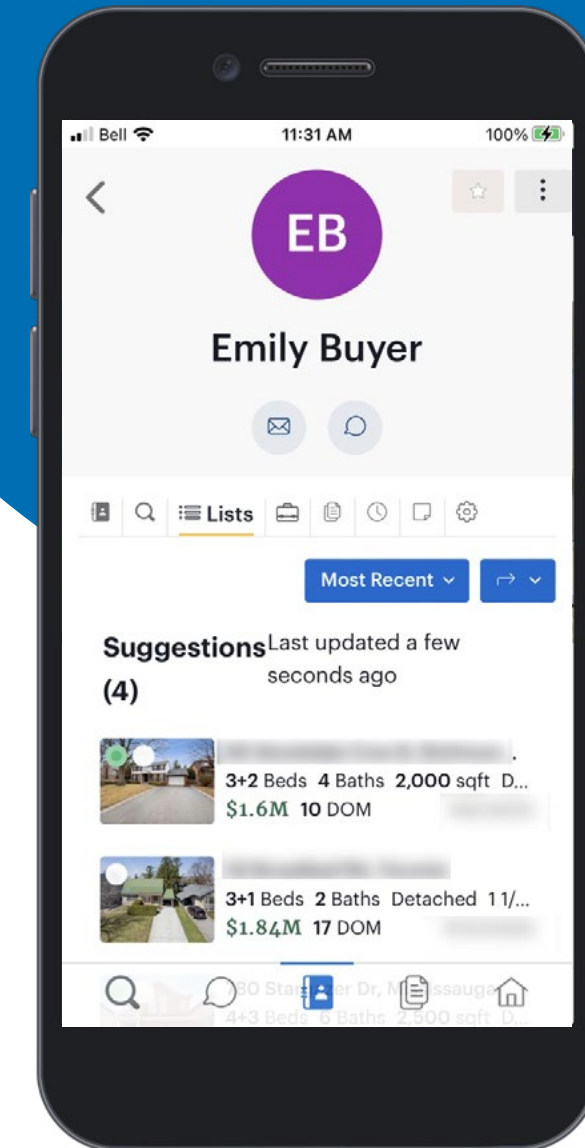 Bell 11:31 AM 100%
EB
Emily Buyer
Lists
Most Recent
Suggestions Last updated a few
(4) seconds ago
3+2 Beds 4 Baths 2,000 sqft D...
$1.6M 10 DOM
3+1 Beds 2 Baths Detached 1 1/...
$1.84M 17 DOM
4+3 Beds 6 Baths 2,500 sqft D...